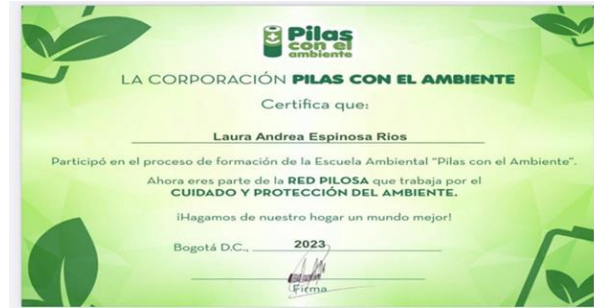 Pilas
con el
ambiente
LA CORPORACIÓN PILAS CON EL AMBIENTE
Certifica que:
Laura Andrea Espinosa Rios
Participó en el proceso de formación de la Escuela Ambiental “Pilas con el Ambiente”.
Ahora eres parte de la RED PILOSA que trabaja por el
CUIDADO Y PROTECCIÓN DEL AMBIENTE.
¡Hagamos de nuestro hogar un mundo mejor!
Bogotá D.C., 2023
Firma